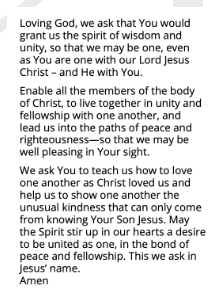 Loving God, we ask that You would
grant us the spirit of wisdom and
unity, so that we may be one, even
as You are one with our Lord Jesus
Christ – and He with You.
Enable all the members of the body
of Christ, to live together in unity and
fellowship with one another, and
lead us into the paths of peace and
righteousness—so that we may be
well pleasing in Your sight.
We ask You to teach us how to love
one another as Christ loved us and
help us to show one another the
unusual kindness that can only come
from knowing Your Son Jesus. May
the Spirit stir up in our hearts a desire
to be united as one, in the bond of
peace and fellowship. This we ask in
Jesus’ name.
Amen